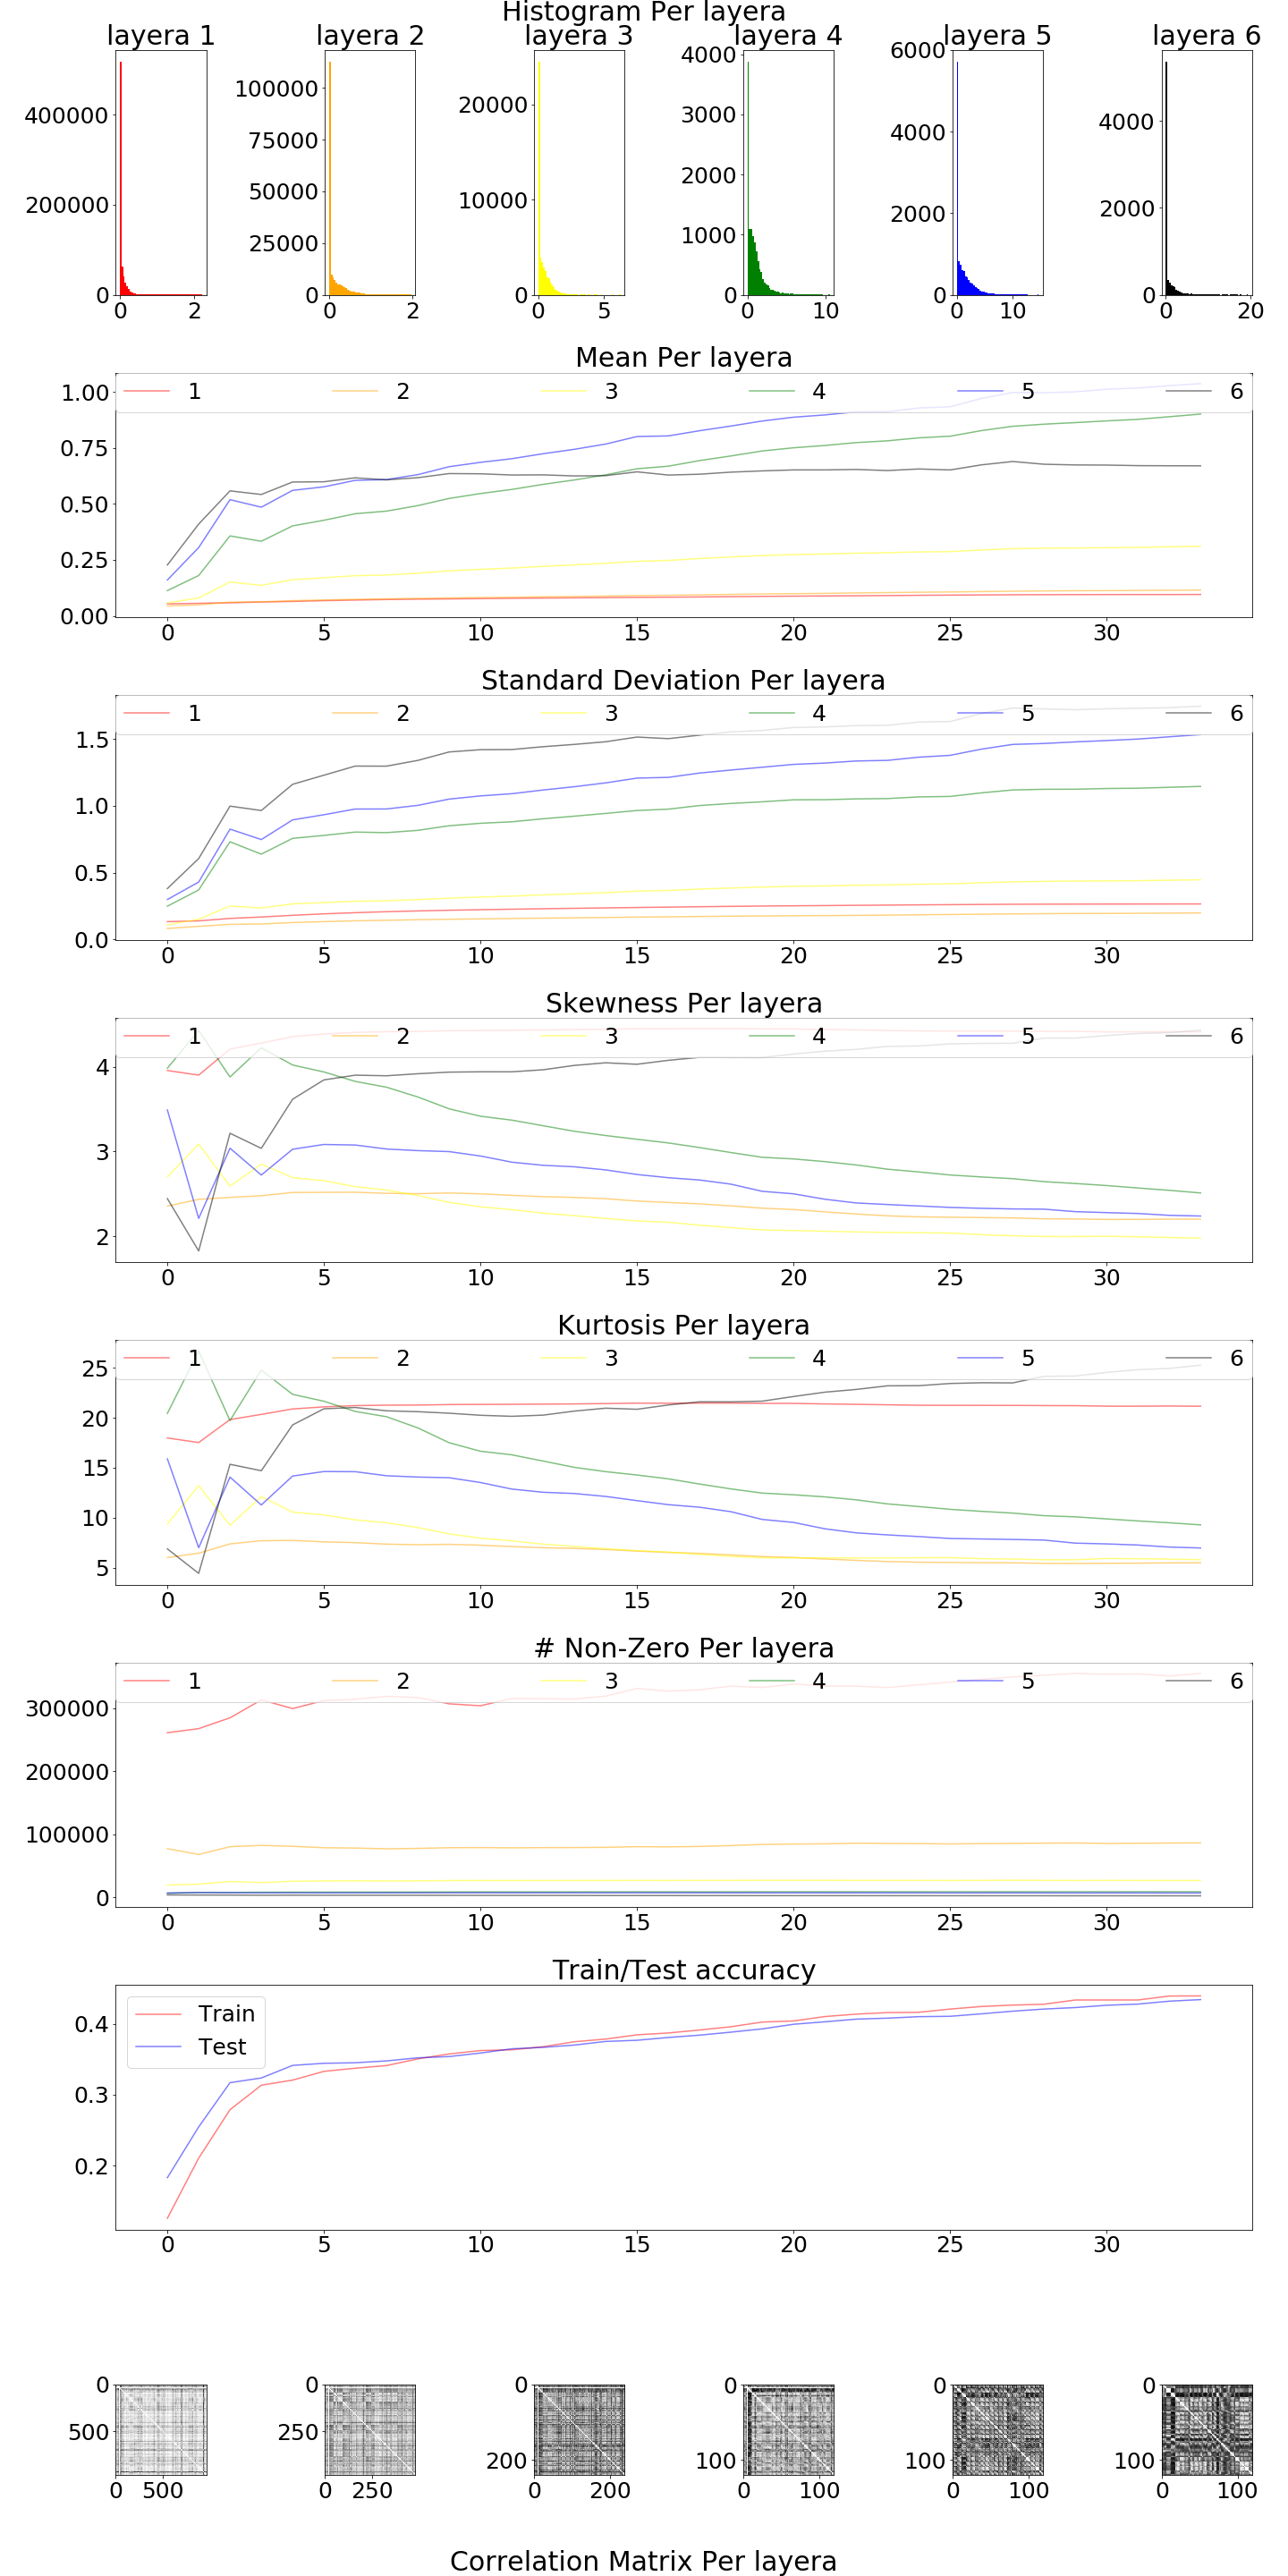 Histogram Per layera
layera 1 layera 2 layera 3 layera 4 layera 5 layera 6
400000 200000 0
0 2
100000 75000 50000 25000 0
0 2
20000 10000 0
0 5
4000 3000 2000 1000 0
0 10
6000 4000 2000 0
0 10
4000 2000 0
0 20
Mean Per layera
1 2 3 4 5 6
1.00
0.75
0.50
0.25
0.00
0 5 10 15 20 25 30
Standard Deviation Per layera
1 2 3 4 5 6
1.5
1.0
0.5
0.0
0 5 10 15 20 25 30
Skewness Per layera
1 2 3 4 5 6
4
3
2
0 5 10 15 20 25 30
Kurtosis Per layera
1 2 3 4 5 6
25
20
15
10
5
0 5 10 15 20 25 30
# Non-Zero Per layera
1 2 3 4 5 6
300000
200000
100000
0
0 5 10 15 20 25 30
Train/Test accuracy
Train
Test
0.4
0.3
0.2
0 5 10 15 20 25 30
0 500
0 500
0 250
0 250
0 200
0 200
0 100
0 100
0 100
0 100
0 100
0 100
Correlation Matrix Per layera